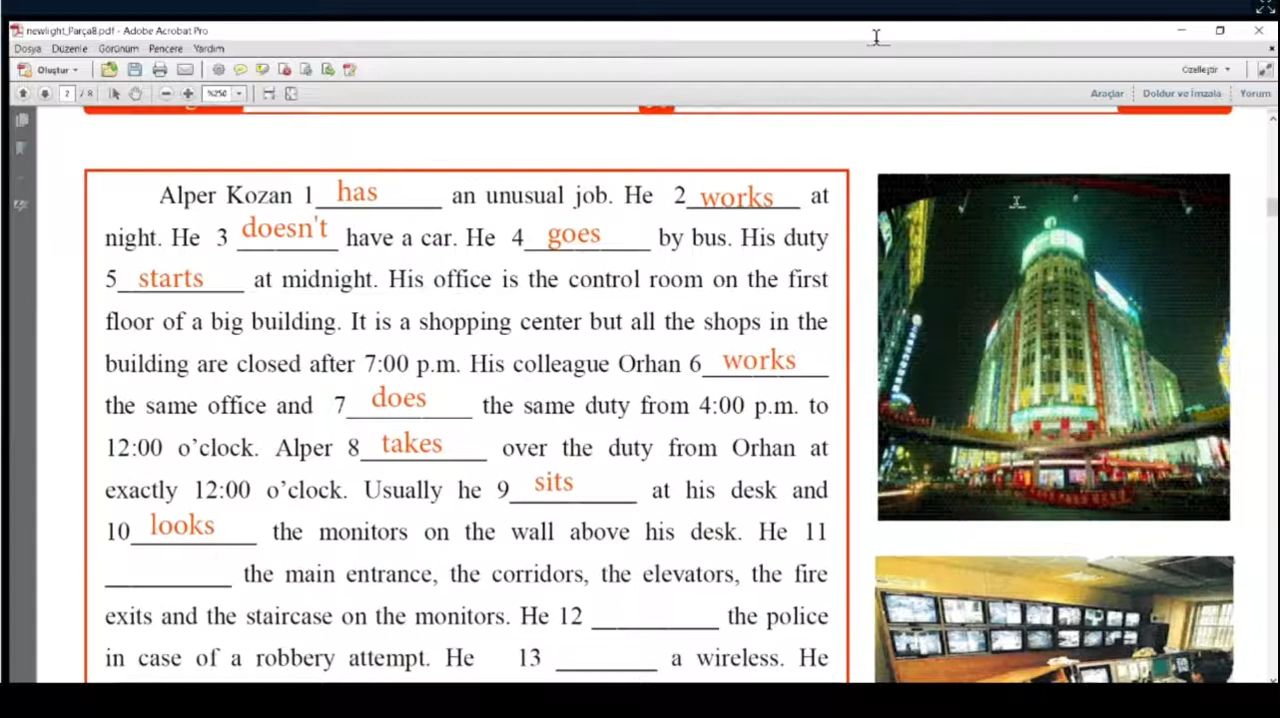 newlight_Parça8.pdf - Adobe Acrobat Pro
Dosya Düzenle Görünüm Pencere Yardım
Oluştur Özelleştir
2 / 8 %250 Araçlar Doldur ve İmzala Yorum
Alper Kozan 1 has an unusual job. He 2 works at
night. He 3 doesn't have a car. He 4 goes by bus. His duty
5 starts at midnight. His office is the control room on the first
floor of a big building. It is a shopping center but all the shops in the
building are closed after 7:00 p.m. His colleague Orhan 6 works
the same office and 7 does the same duty from 4:00 p.m. to
12:00 o’clock. Alper 8 takes over the duty from Orhan at
exactly 12:00 o’clock. Usually he 9 sits at his desk and
10 looks the monitors on the wall above his desk. He 11
__________ the main entrance, the corridors, the elevators, the fire
exits and the staircase on the monitors. He 12 __________ the police
in case of a robbery attempt. He 13 ________ a wireless. He